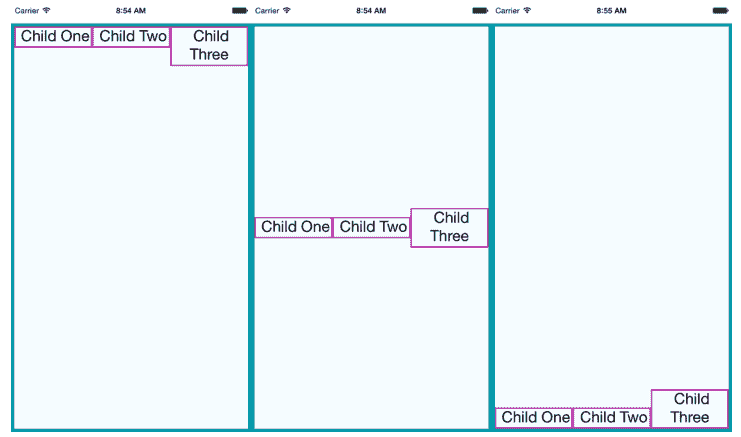 Carrier 8:54 AM
Child One Child Two Child
Three
Carrier 8:54 AM
Child One Child Two Child
Three
Carrier 8:55 AM
Child
Child One Child Two Three